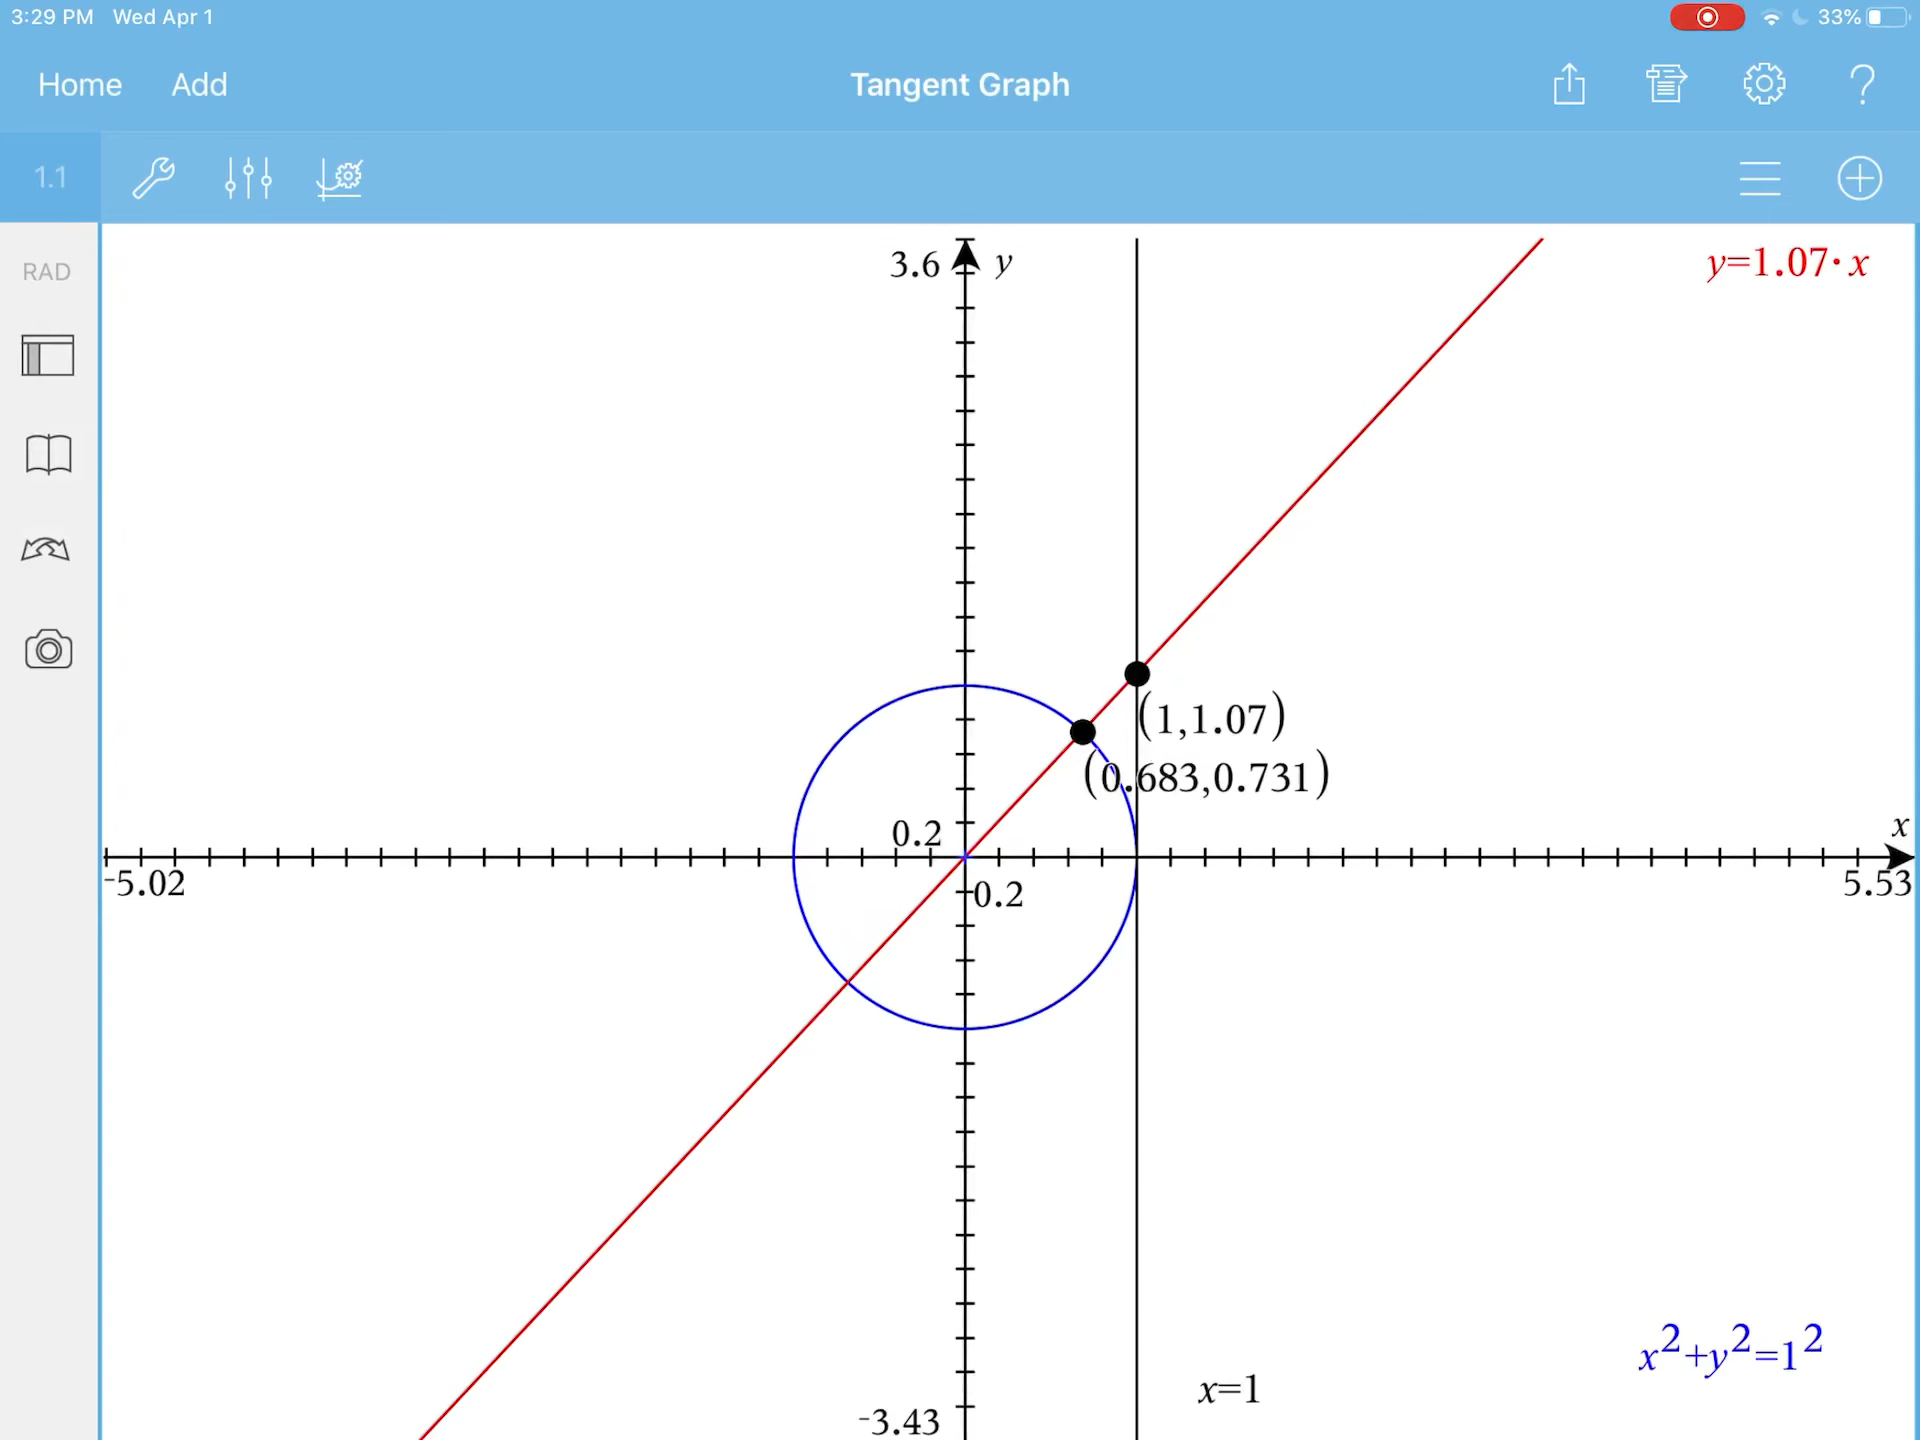 3:29 PM Wed Apr 1
33%
Home Add Tangent Graph ?
1.1
RAD
3.6 y
y=1.07·x
(1,1.07)
(0.683,0.731)
0.2
x
-5.02
5.53
0.2
x²+y²=1²
x=1
-3.43